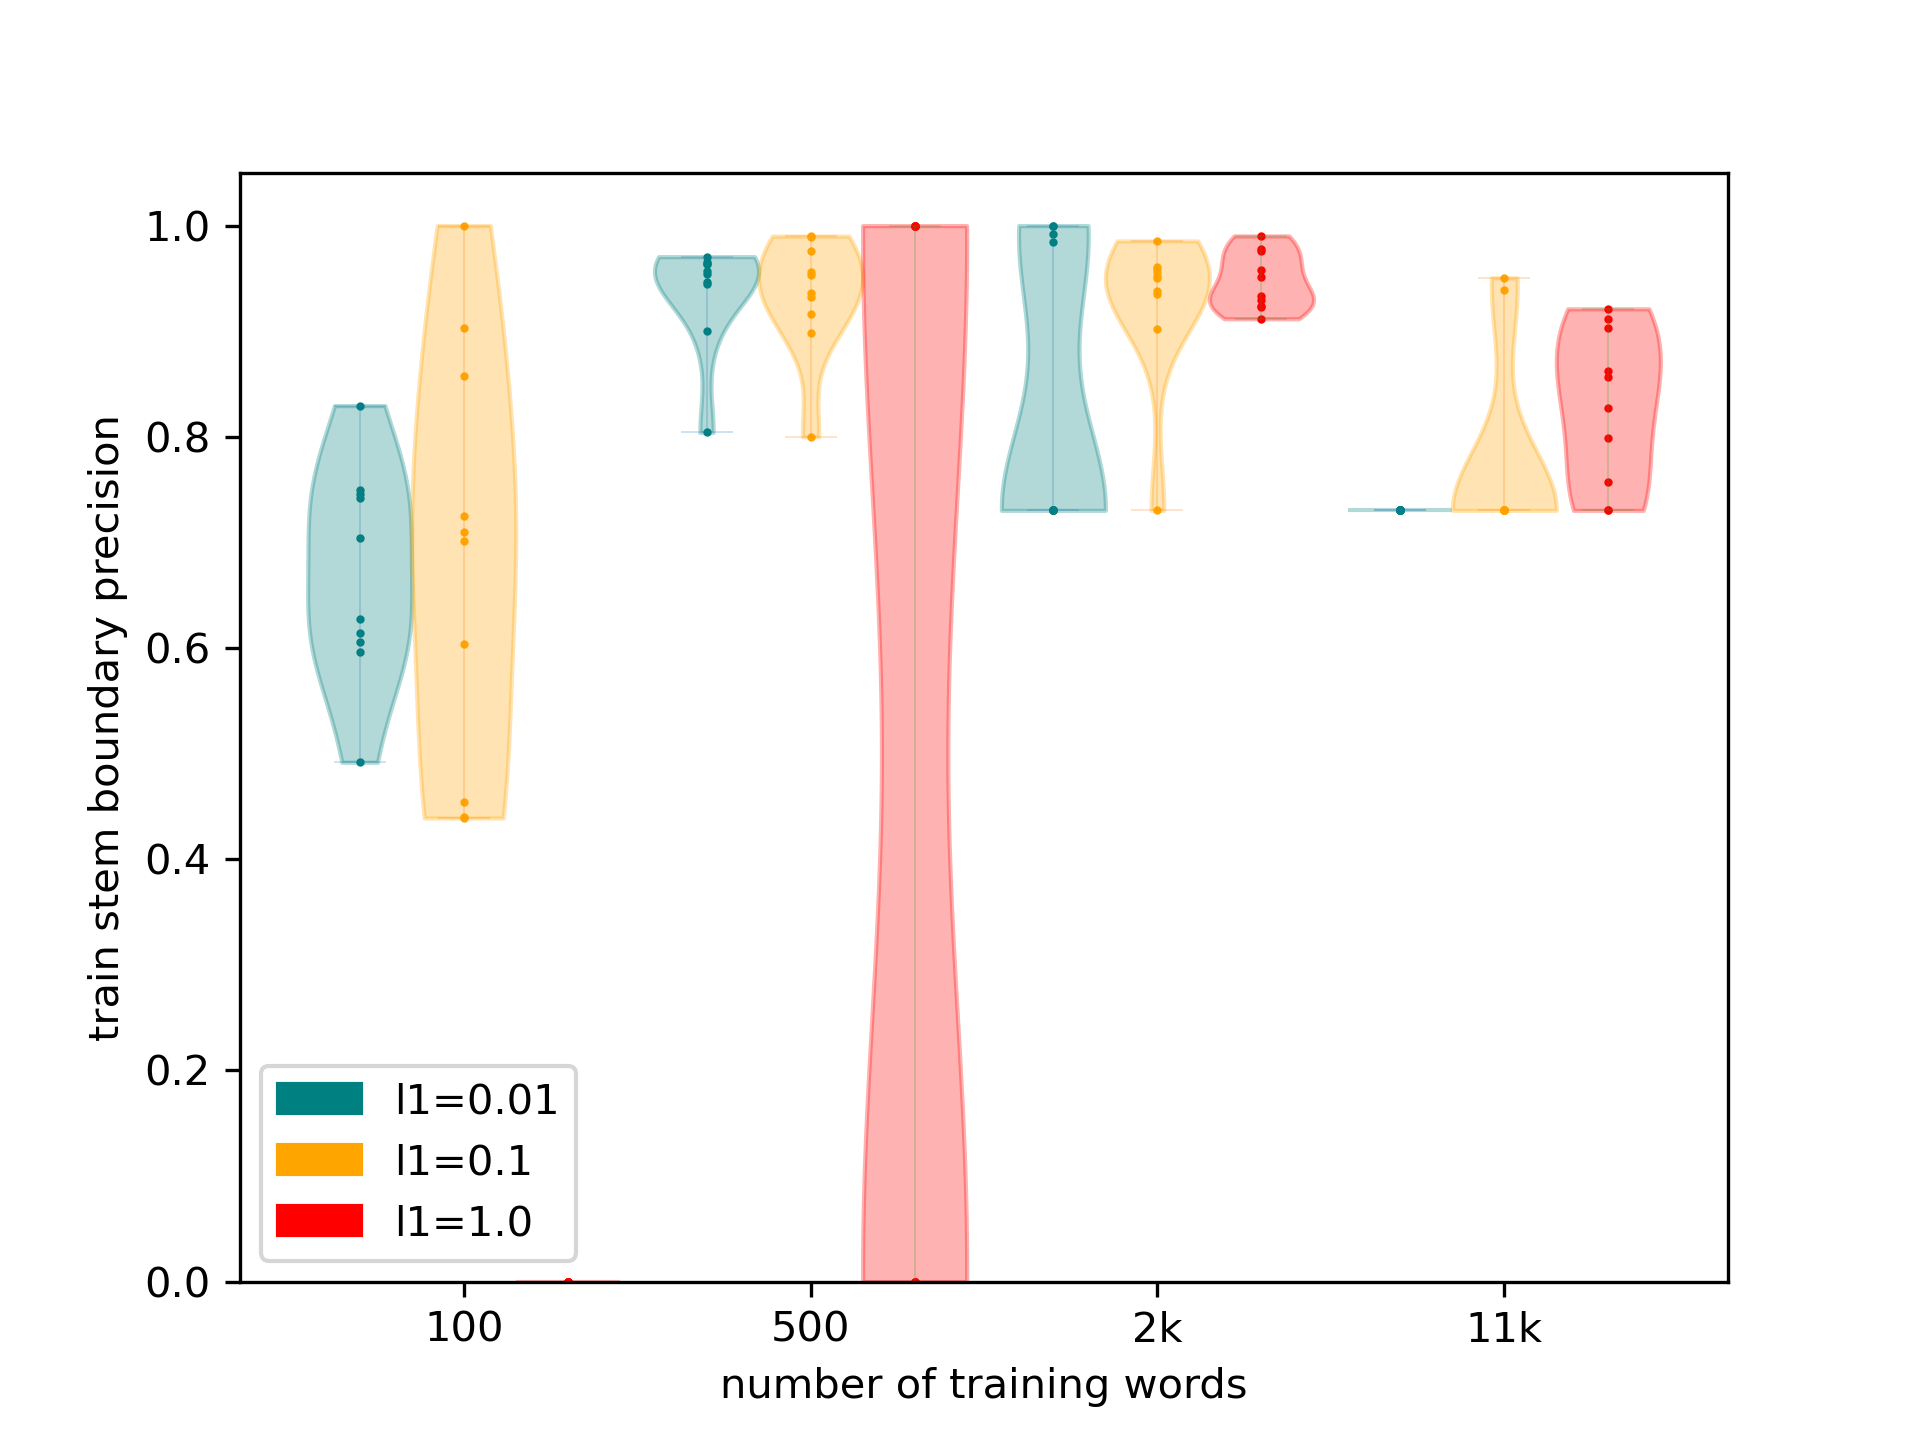 train stem boundary precision
1.0
0.8
0.6
0.4
0.2
0.0
l1=0.01
l1=0.1
l1=1.0
100 500 2k 11k
number of training words